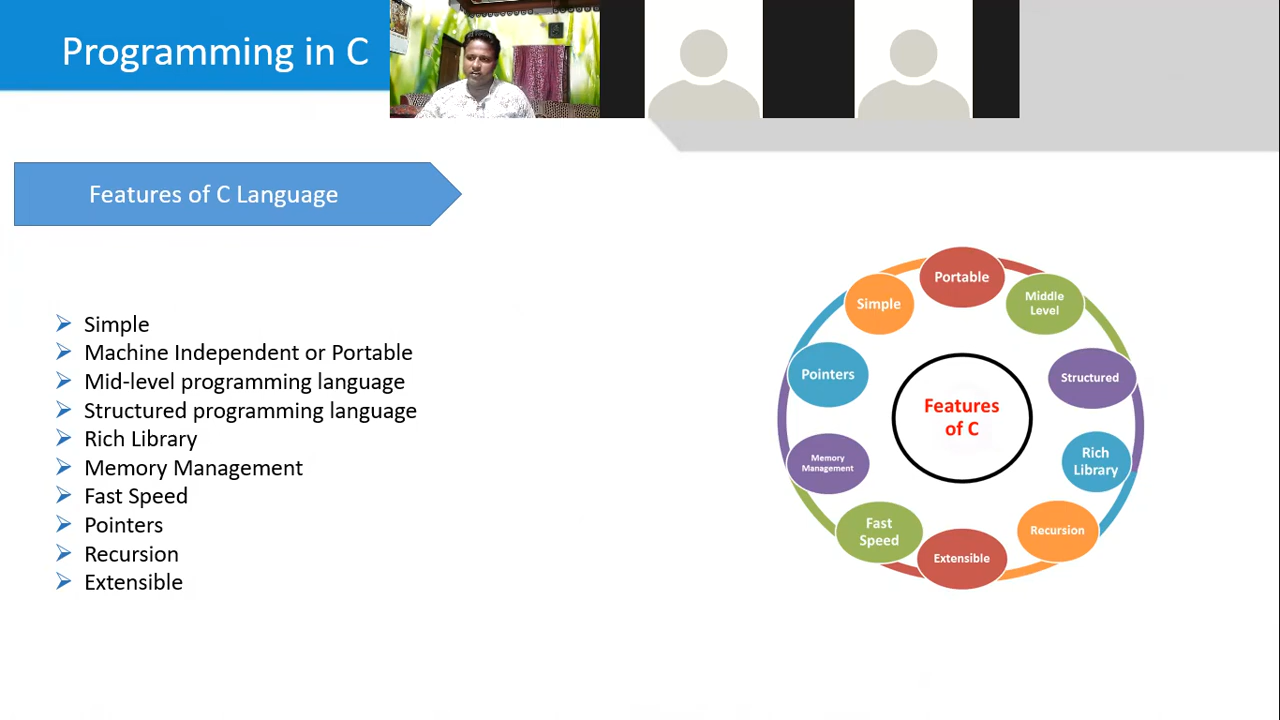 Programming in C
Features of C Language
Simple
Machine Independent or Portable
Mid-level programming language
Structured programming language
Rich Library
Memory Management
Fast Speed
Pointers
Recursion
Extensible
Portable
Middle
Level
Structured
Rich
Library
Recursion
Extensible
Fast
Speed
Memory
Management
Pointers
Simple
Features
of C